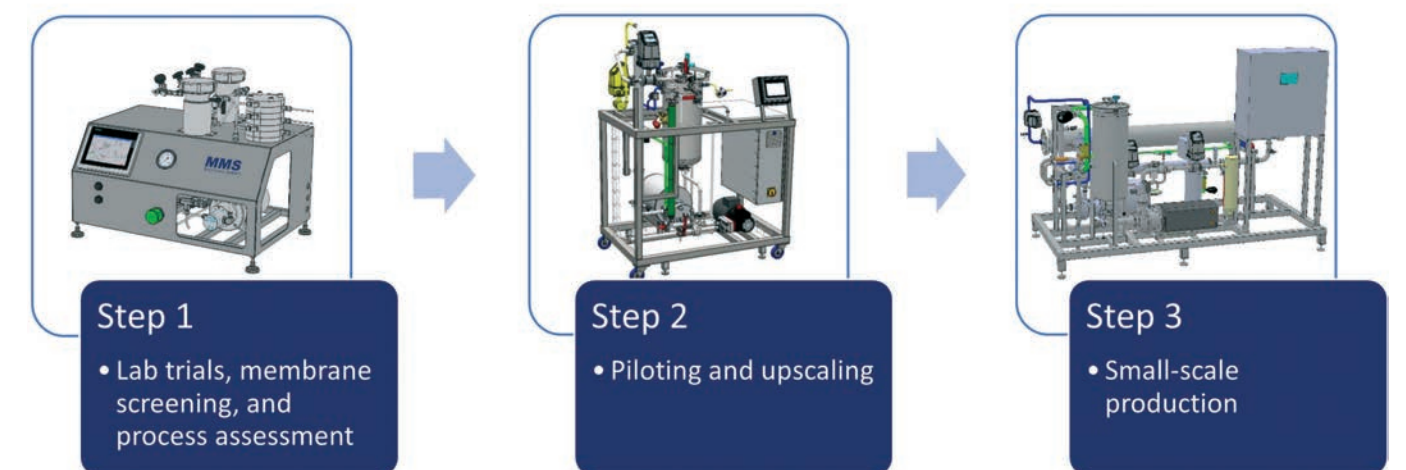 MMS
Step 1
• Lab trials, membrane
screening, and
process assessment
Step 2
• Piloting and upscaling
Step 3
• Small-scale
production